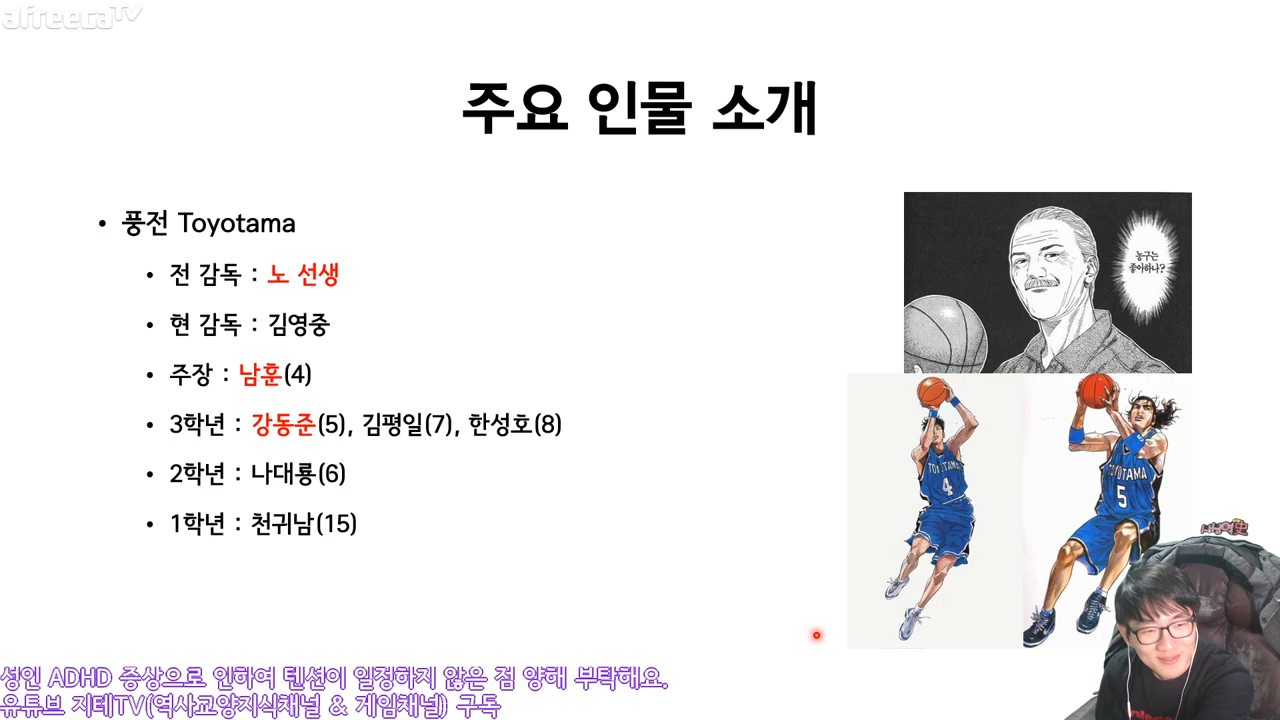 afreecaTV
주요 인물 소개
• 풍전 Toyotama
• 전 감독 : 노 선생
• 현 감독 : 김영중
• 주장 : 남훈(4)
• 3학년 : 강동준(5), 김평일(7), 한성호(8)
• 2학년 : 나대룡(6)
• 1학년 : 천귀남(15)
농구는
좋아하나?
TOYOTAMA
4
TOYOTAMA
5
성인 ADHD 증상으로 인하여 텐션이 일정하지 않은 점 양해 부탁해요.
유튜브 지테TV(역사교양지식채널 & 게임채널) 구독